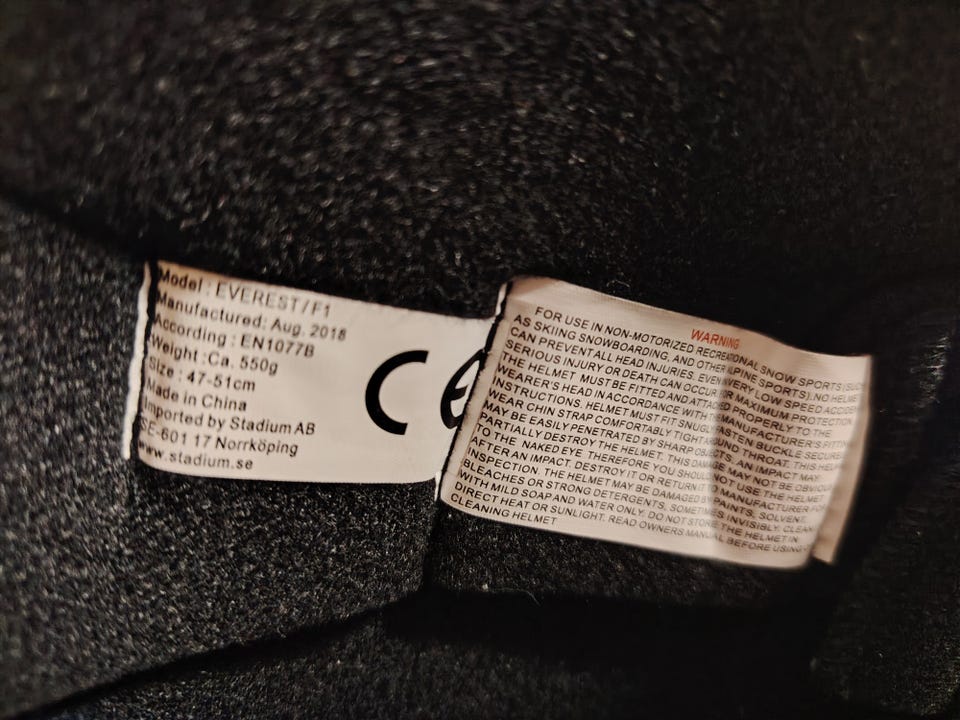 Model : EVEREST/F1
Manufactured: Aug. 2018
According : EN1077B
Weight :Ca. 550g
Size : 47-51cm
Made in China
Imported by Stadium AB
SE-601 17 Norrköping
www.stadium.se
CE
WARNING
FOR USE IN NON-MOTORIZED RECREATIONAL SNOW SPORTS (SUCH
AS SKIING SNOWBOARDING, AND OTHER ALPINE SPORTS).NO HELMET
CAN PREVENT ALL HEAD INJURIES. EVEN VERY LOW SPEED ACCIDEN
SERIOUS INJURY OR DEATH CAN OCCUR FOR MAXIMUM PROTECTION
THE HELMET MUST BE FITTED AND ATTACHED PROPERLY TO THE
WEARER'S HEAD IN ACCORDANCE WITH THE MANUFACTURER'S FITTING
INSTRUCTIONS. HELMET MUST FIT SNUGLY FASTEN BUCKLE SECURE
WEAR CHIN STRAP COMFORTABLY TIGHT AROUND THROAT. THIS HELM
MAY BE EASILY PENETRATED BY SHARP OBJECTS. AN IMPACT MAY
PARTIALLY DESTROY THE HELMET. THIS DAMAGE MAY NOT BE OBVIOUS
TO THE NAKED EYE. THEREFORE YOU SHOULD NOT USE THE HELMET
AFTER AN IMPACT. DESTROY IT OR RETURN IT TO MANUFACTURER FOR
INSPECTION. THE HELMET MAY BE DAMAGED BY PAINTS, SOLVENT,
BLEACHES OR STRONG DETERGENTS, SOMETIMES INVISIBLY. CLEAN
WITH MILD SOAP AND WATER ONLY. DO NOT STORE THE HELMET IN
DIRECT HEAT OR SUNLIGHT. READ OWNERS MANUAL BEFORE USING
CLEANING HELMET